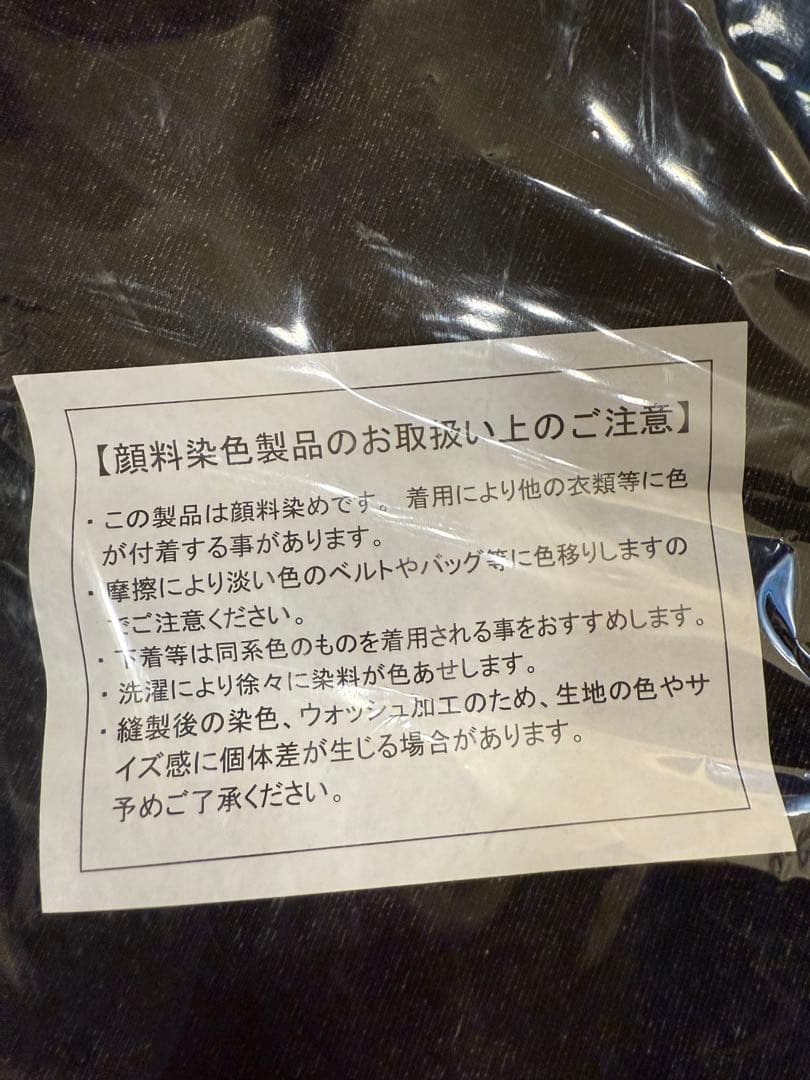 【顔料染色製品のお取扱い上のご注意】
・この製品は顔料染めです。着用により他の衣類等に色
が付着する事があります。
・摩擦により淡い色のベルトやバッグ等に色移りしますの
でご注意ください。
・下着等は同系色のものを着用される事をおすすめします。
・洗濯により徐々に染料が色あせします。
・縫製後の染色、ウォッシュ加工のため、生地の色やサ
イズ感に個体差が生じる場合があります。
予めご了承ください。